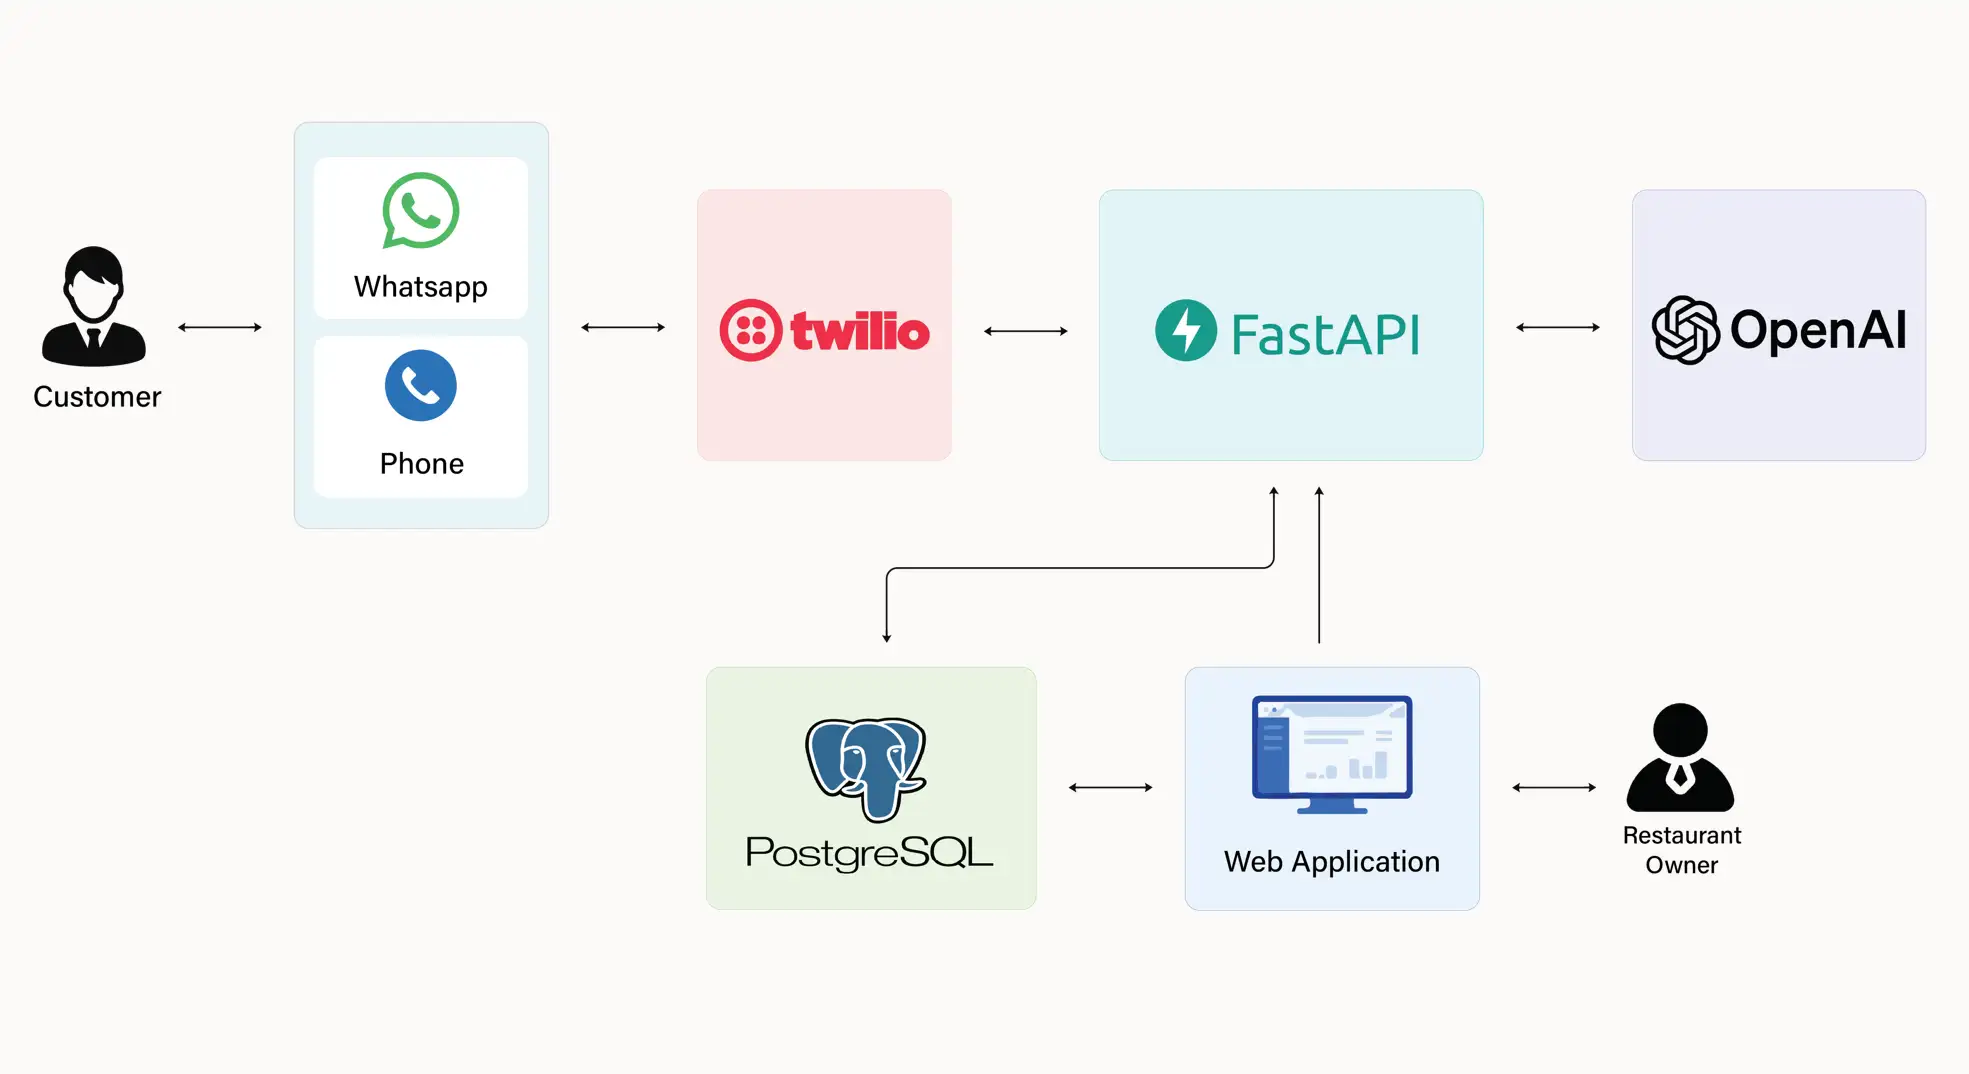 Whatsapp
Phone
Customer
twilio
FastAPI
OpenAI
PostgreSQL
Web Application
Restaurant
Owner